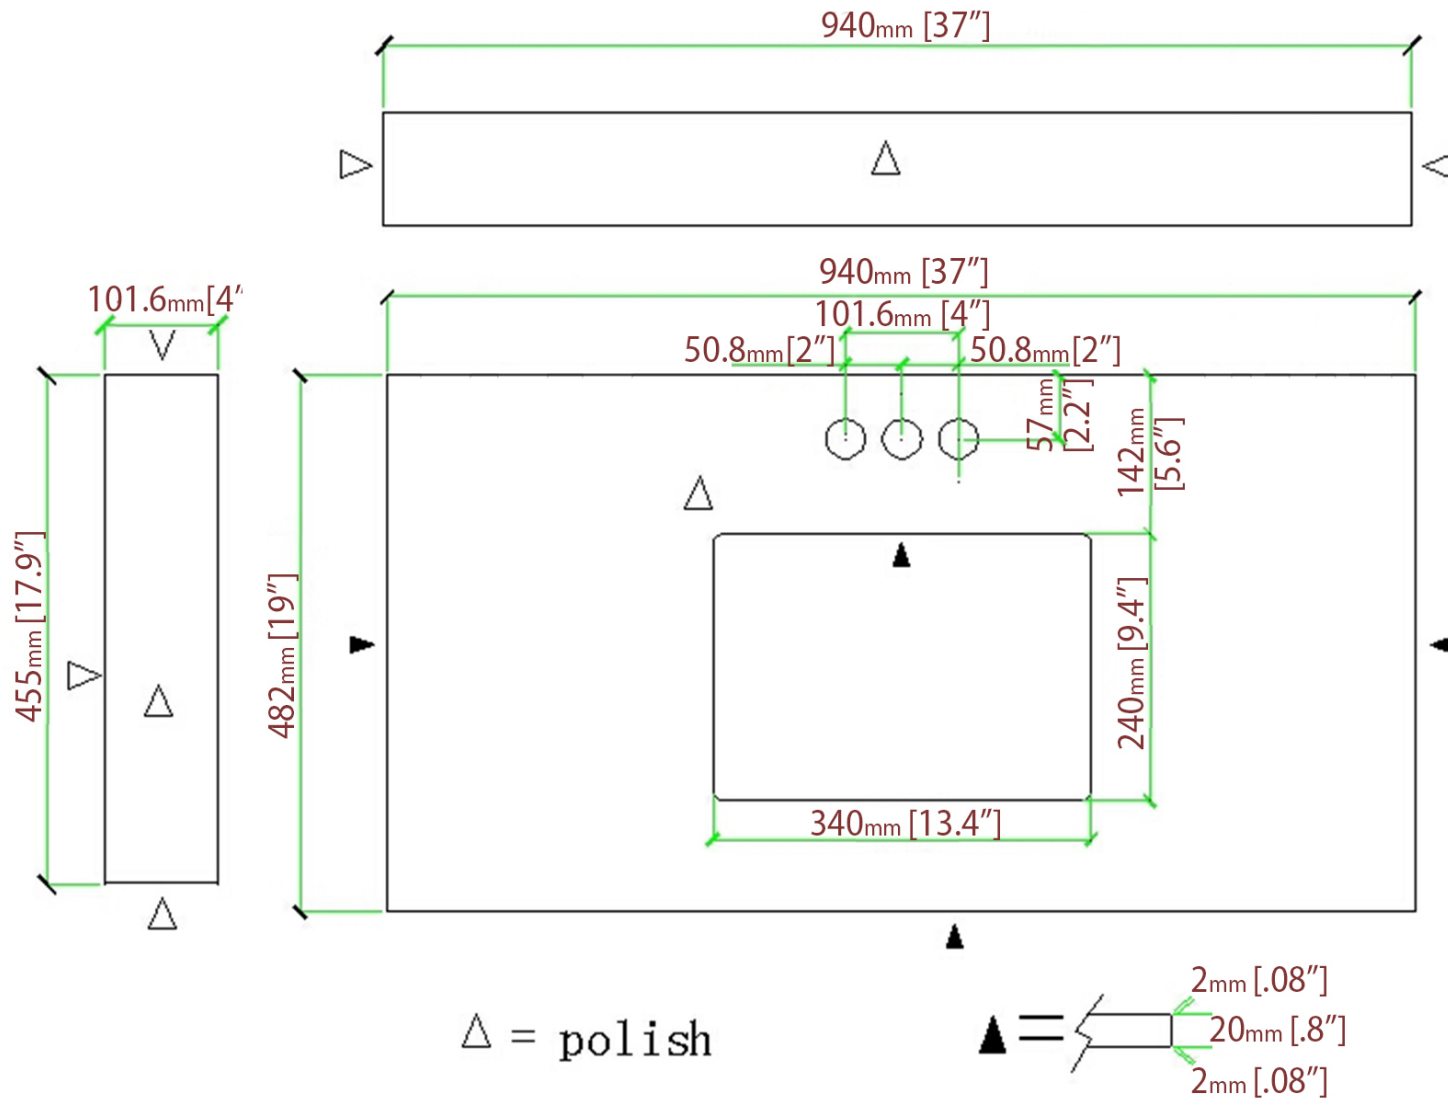 940mm [37”]
940mm [37”]
101.6mm[4”
101.6mm [4”]
50.8mm[2”]
50.8mm[2”]
57mm
[2.2”]
142mm
[5.6”]
455mm [17.9”]
482mm [19”]
240mm [9.4”]
340mm [13.4”]
2mm [.08”]
= polish
20mm [.8”]
2mm [.08”]